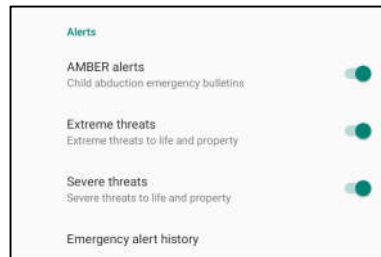 Alerts
AMBER alerts
Child abduction emergency bulletins
Extreme threats
Extreme threats to life and property
Severe threats
Severe threats to life and property
Emergency alert history